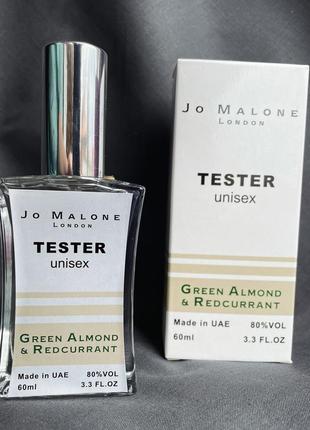 Jo Malone
London
TESTER
unisex
Green Almond
& Redcurrant
Made in UAE 80%VOL
60ml 3.3 FL.OZ
Jo Malone
London
TESTER
unisex
Green Almond
& Redcurrant
Made in UAE 80%VOL
60ml 3.3 FL.OZ